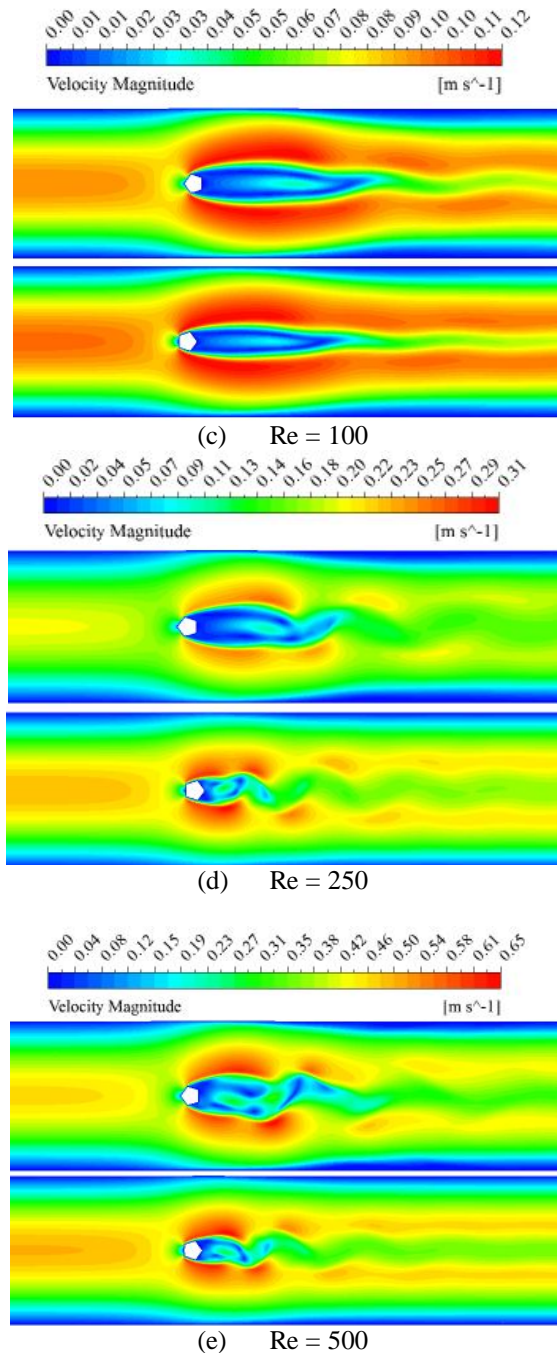 0.00 0.01 0.01 0.02 0.03 0.03 0.04 0.05 0.05 0.06 0.07 0.08 0.08 0.09 0.10 0.10 0.11 0.12
Velocity Magnitude [m s^-1]
(c) Re = 100
0.00 0.02 0.04 0.05 0.07 0.09 0.11 0.13 0.14 0.16 0.18 0.20 0.22 0.23 0.25 0.27 0.29 0.31
Velocity Magnitude [m s^-1]
(d) Re = 250
0.00 0.04 0.08 0.12 0.15 0.19 0.23 0.27 0.31 0.35 0.38 0.42 0.46 0.50 0.54 0.58 0.61 0.65
Velocity Magnitude [m s^-1]
(e) Re = 500